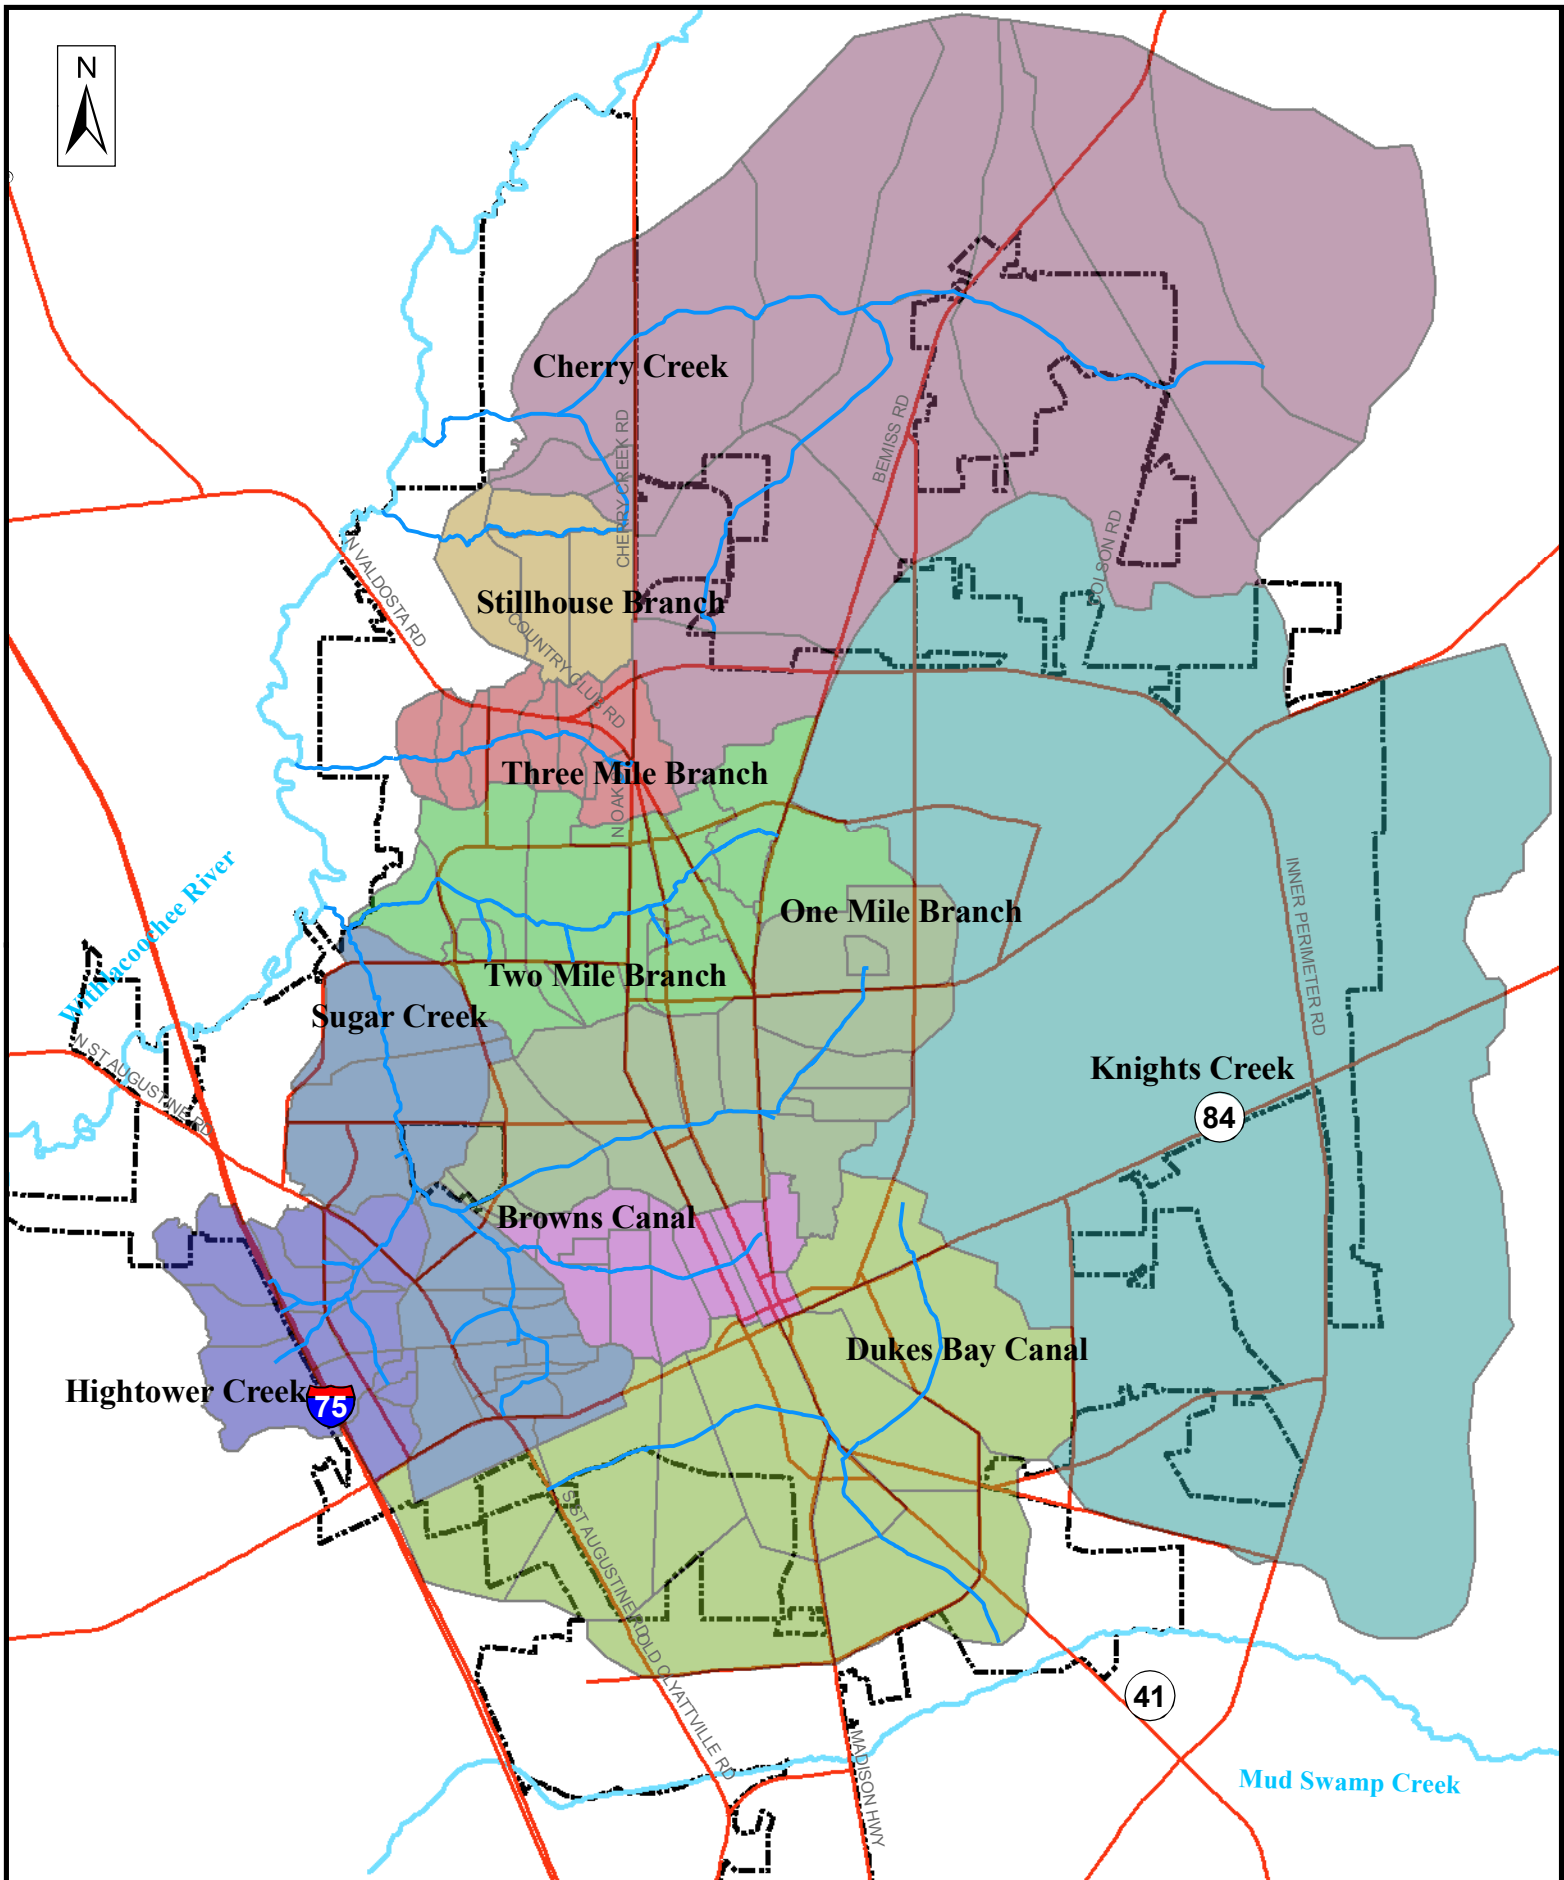 N
Cherry Creek
CHERRY CREEK RD
BEMISS RD
COLSON RD
N VALDOSTA RD
Stillhouse Branch
COUNTRY CLUB RD
Three Mile Branch
N OAK
Withlacoochee River
One Mile Branch
INNER PERIMETER RD
Two Mile Branch
Sugar Creek
N ST AUGUSTINE RD
Knights Creek
84
Browns Canal
Dukes Bay Canal
Hightower Creek
75
S ST AUGUSTINE RD
OLD CLYATTVILLE RD
41
MADISON HWY
Mud Swamp Creek